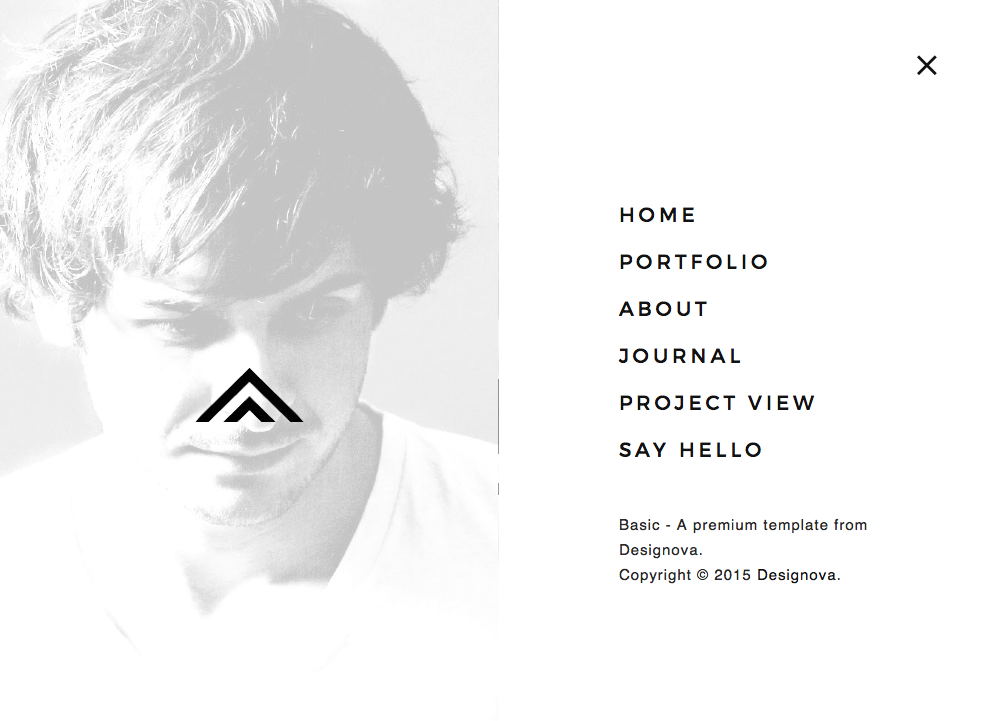 HOME
PORTFOLIO
ABOUT
JOURNAL
PROJECT VIEW
SAY HELLO
Basic - A premium template from
Designova.
Copyright © 2015 Designova.